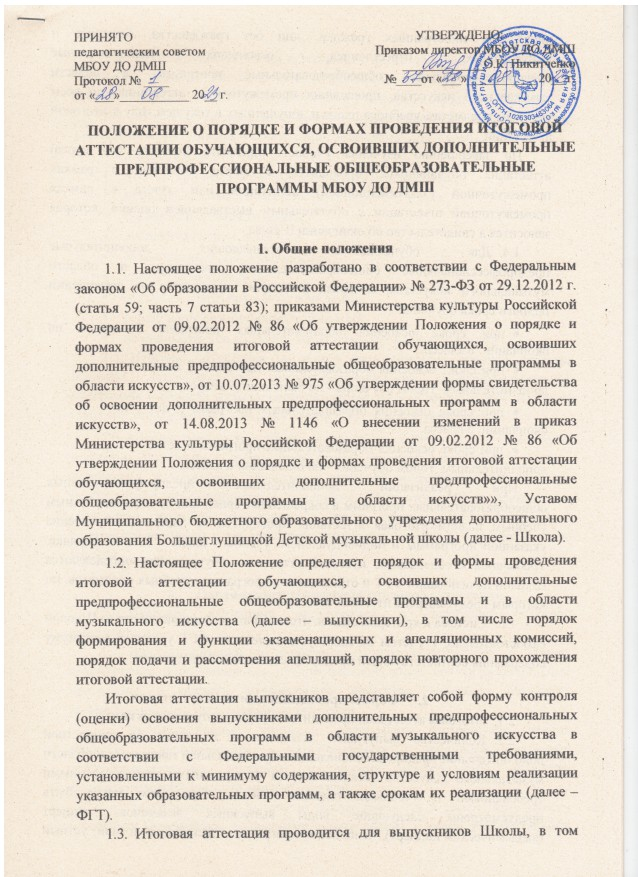 ПРИНЯТО
педагогическим советом
МБОУ ДО ДМШ
Протокол № 1
от «28» 08 2023 г.
УТВЕРЖДЕНО
Приказом директор МБОУ ДО ДМШ
О.К. Никитченко
№ 67 от «28» 08 20 г.
ПОЛОЖЕНИЕ О ПОРЯДКЕ И ФОРМАХ ПРОВЕДЕНИЯ ИТОГОВОЙ
АТТЕСТАЦИИ ОБУЧАЮЩИХСЯ, ОСВОИВШИХ ДОПОЛНИТЕЛЬНЫЕ
ПРЕДПРОФЕССИОНАЛЬНЫЕ ОБЩЕОБРАЗОВАТЕЛЬНЫЕ
ПРОГРАММЫ МБОУ ДО ДМШ
1. Общие положения
1.1. Настоящее положение разработано в соответствии с Федеральным
законом «Об образовании в Российской Федерации» № 273-ФЗ от 29.12.2012 г.
(статья 59; часть 7 статьи 83); приказами Министерства культуры Российской
Федерации от 09.02.2012 № 86 «Об утверждении Положения о порядке и
формах проведения итоговой аттестации обучающихся, освоивших
дополнительные предпрофессиональные общеобразовательные программы в
области искусств», от 10.07.2013 № 975 «Об утверждении формы свидетельства
об освоении дополнительных предпрофессиональных программ в области
искусств», от 14.08.2013 № 1146 «О внесении изменений в приказ
Министерства культуры Российской Федерации от 09.02.2012 № 86 «Об
утверждении Положения о порядке и формах проведения итоговой аттестации
обучающихся, освоивших дополнительные предпрофессиональные
общеобразовательные программы в области искусств»», Уставом
Муниципального бюджетного образовательного учреждения дополнительного
образования Большеглушицкой Детской музыкальной школы (далее - Школа).
1.2. Настоящее Положение определяет порядок и формы проведения
итоговой аттестации обучающихся, освоивших дополнительные
предпрофессиональные общеобразовательные программы и в области
музыкального искусства (далее – выпускники), в том числе порядок
формирования и функции экзаменационных и апелляционных комиссий,
порядок подачи и рассмотрения апелляций, порядок повторного прохождения
итоговой аттестации.
Итоговая аттестация выпускников представляет собой форму контроля
(оценки) освоения выпускниками дополнительных предпрофессиональных
общеобразовательных программ в области музыкального искусства в
соответствии с Федеральными государственными требованиями,
установленными к минимуму содержания, структуре и условиям реализации
указанных образовательных программ, а также срокам их реализации (далее –
ФГТ).
1.3. Итоговая аттестация проводится для выпускников Школы, в том